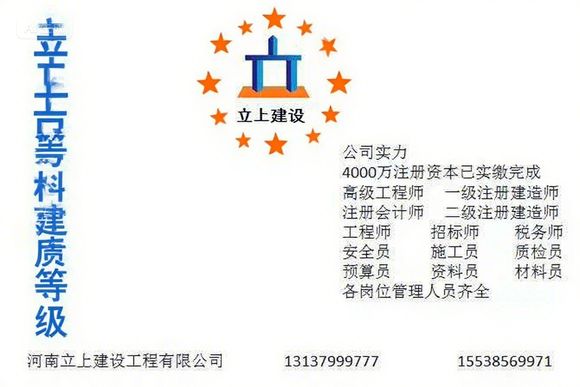 立上建设
公司实力
4000万注册资本已实缴完成
高级工程师 一级注册建造师
注册会计师 二级注册建造师
工程师 招标师 税务师
安全员 施工员 质检员
预算员 资料员 材料员
各岗位管理人员齐全
等料建质等级
河南立上建设工程有限公司 13137999777 15538569971